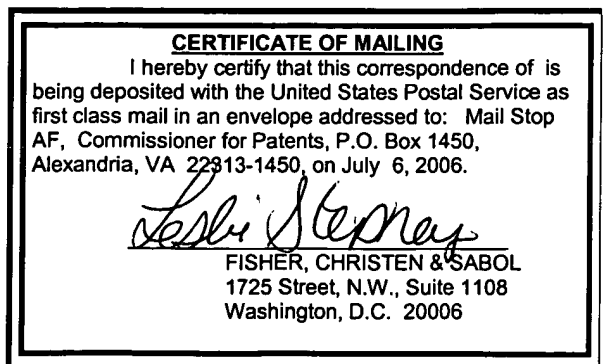 CERTIFICATE OF MAILING
I hereby certify that this correspondence of is
being deposited with the United States Postal Service as
first class mail in an envelope addressed to: Mail Stop
AF, Commissioner for Patents, P.O. Box 1450,
Alexandria, VA 22313-1450, on July 6, 2006.
Leslie Stephney
FISHER, CHRISTEN & SABOL
1725 Street, N.W., Suite 1108
Washington, D.C. 20006